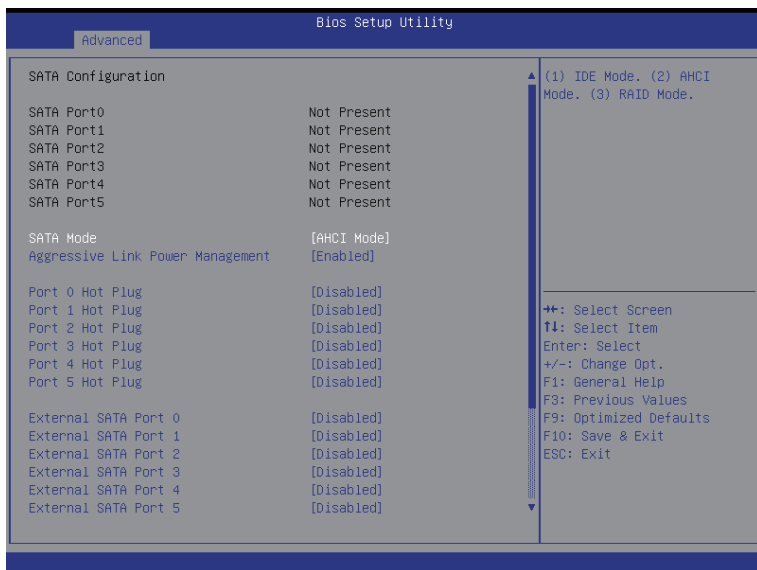 Bios Setup Utility
Advanced
SATA Configuration
SATA Port0 Not Present
SATA Port1 Not Present
SATA Port2 Not Present
SATA Port3 Not Present
SATA Port4 Not Present
SATA Port5 Not Present
SATA Mode [AHCI Mode]
Aggressive Link Power Management [Enabled]
Port 0 Hot Plug [Disabled]
Port 1 Hot Plug [Disabled]
Port 2 Hot Plug [Disabled]
Port 3 Hot Plug [Disabled]
Port 4 Hot Plug [Disabled]
Port 5 Hot Plug [Disabled]
External SATA Port 0 [Disabled]
External SATA Port 1 [Disabled]
External SATA Port 2 [Disabled]
External SATA Port 3 [Disabled]
External SATA Port 4 [Disabled]
External SATA Port 5 [Disabled]
(1) IDE Mode. (2) AHCI
Mode. (3) RAID Mode.
→←: Select Screen
↑↓: Select Item
Enter: Select
+/-: Change Opt.
F1: General Help
F3: Previous Values
F9: Optimized Defaults
F10: Save & Exit
ESC: Exit